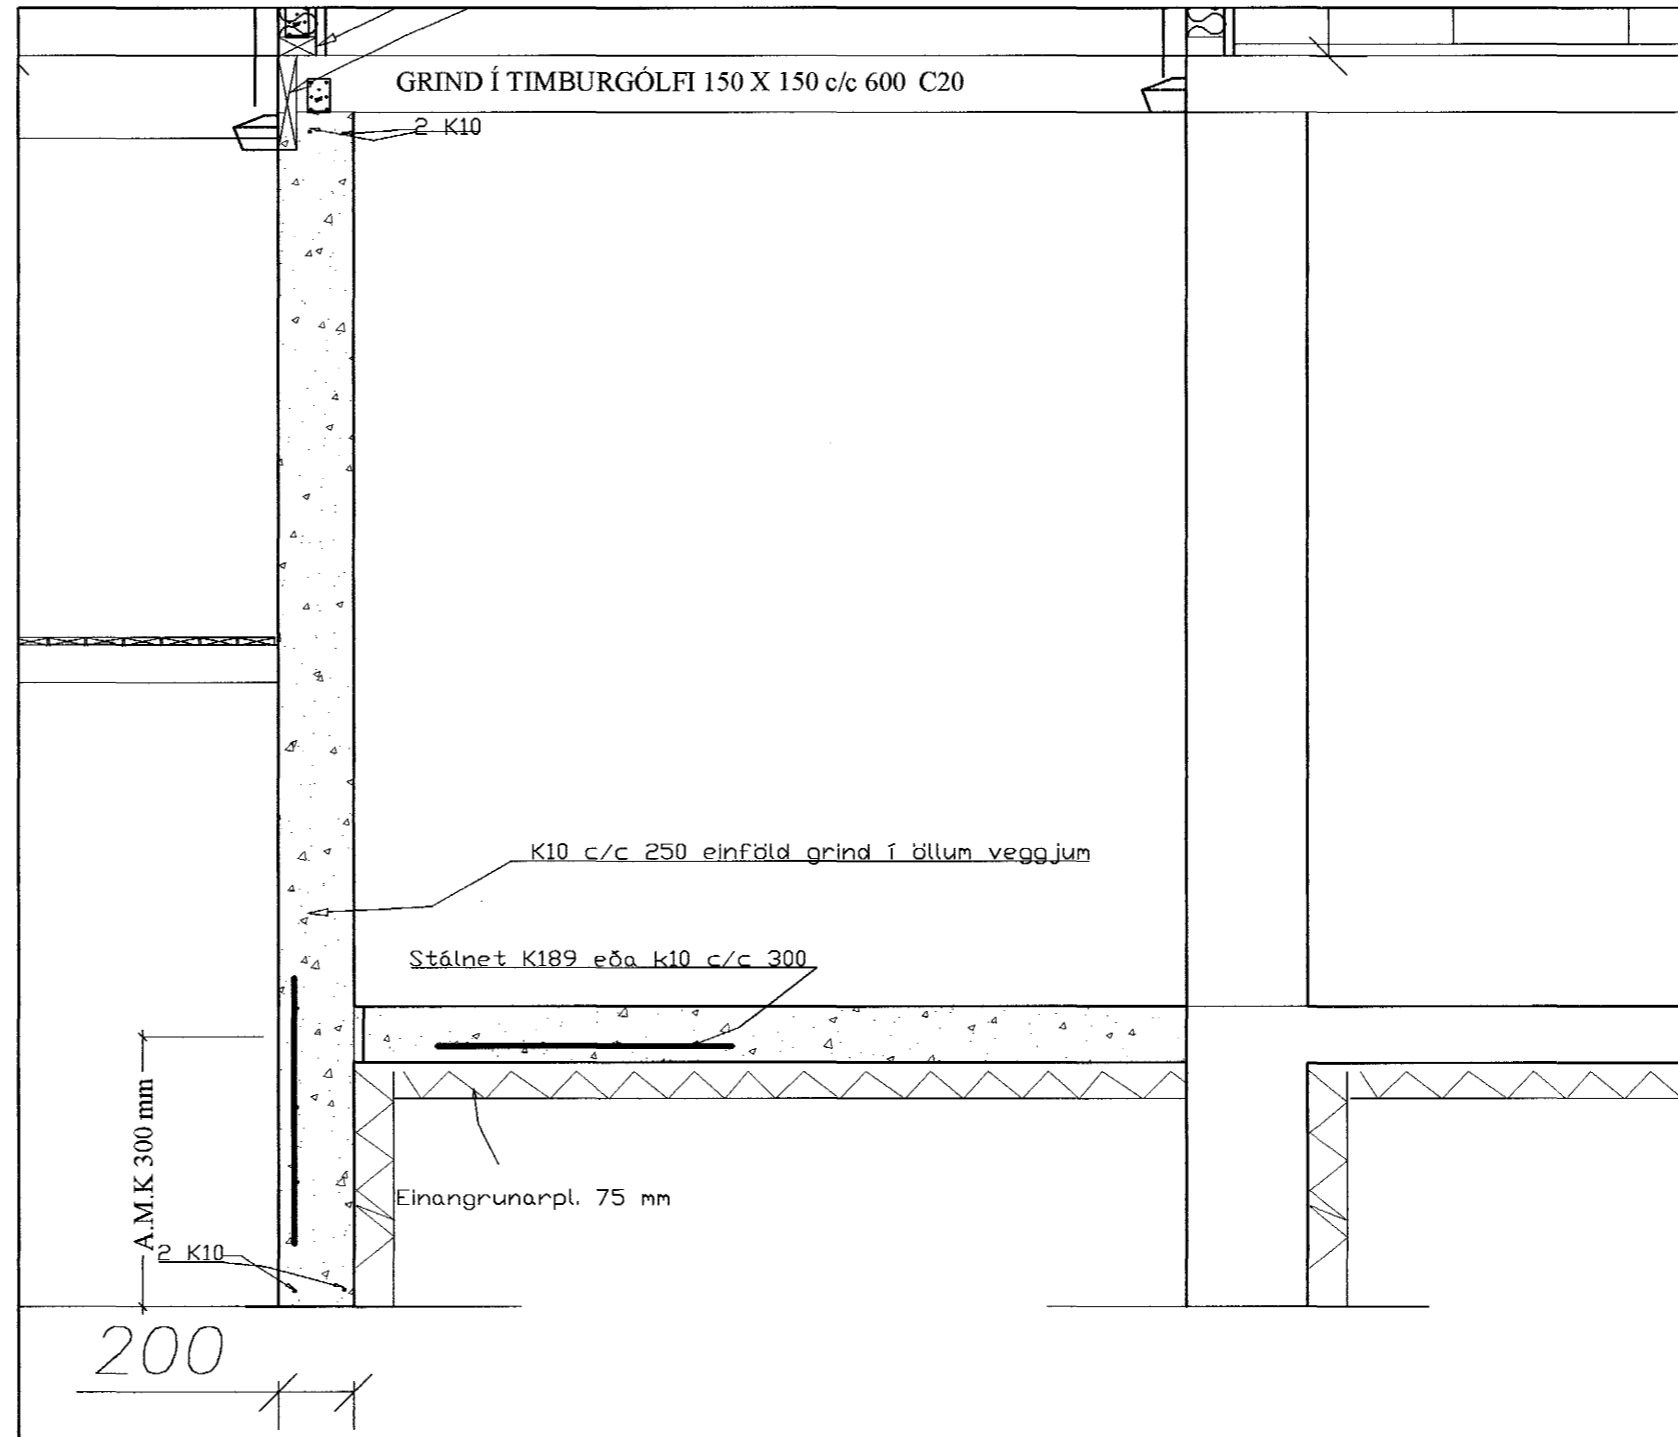 GRIND Í TIMBURGÓLFI 150 X 150 c/c 600 C20
2 K10
K10 c/c 250 einföld grind í öllum veggjum
Stálnet K189 eða k10 c/c 300
A.M.K 300 mm
Einangrunarpl. 75 mm
2 K10
200